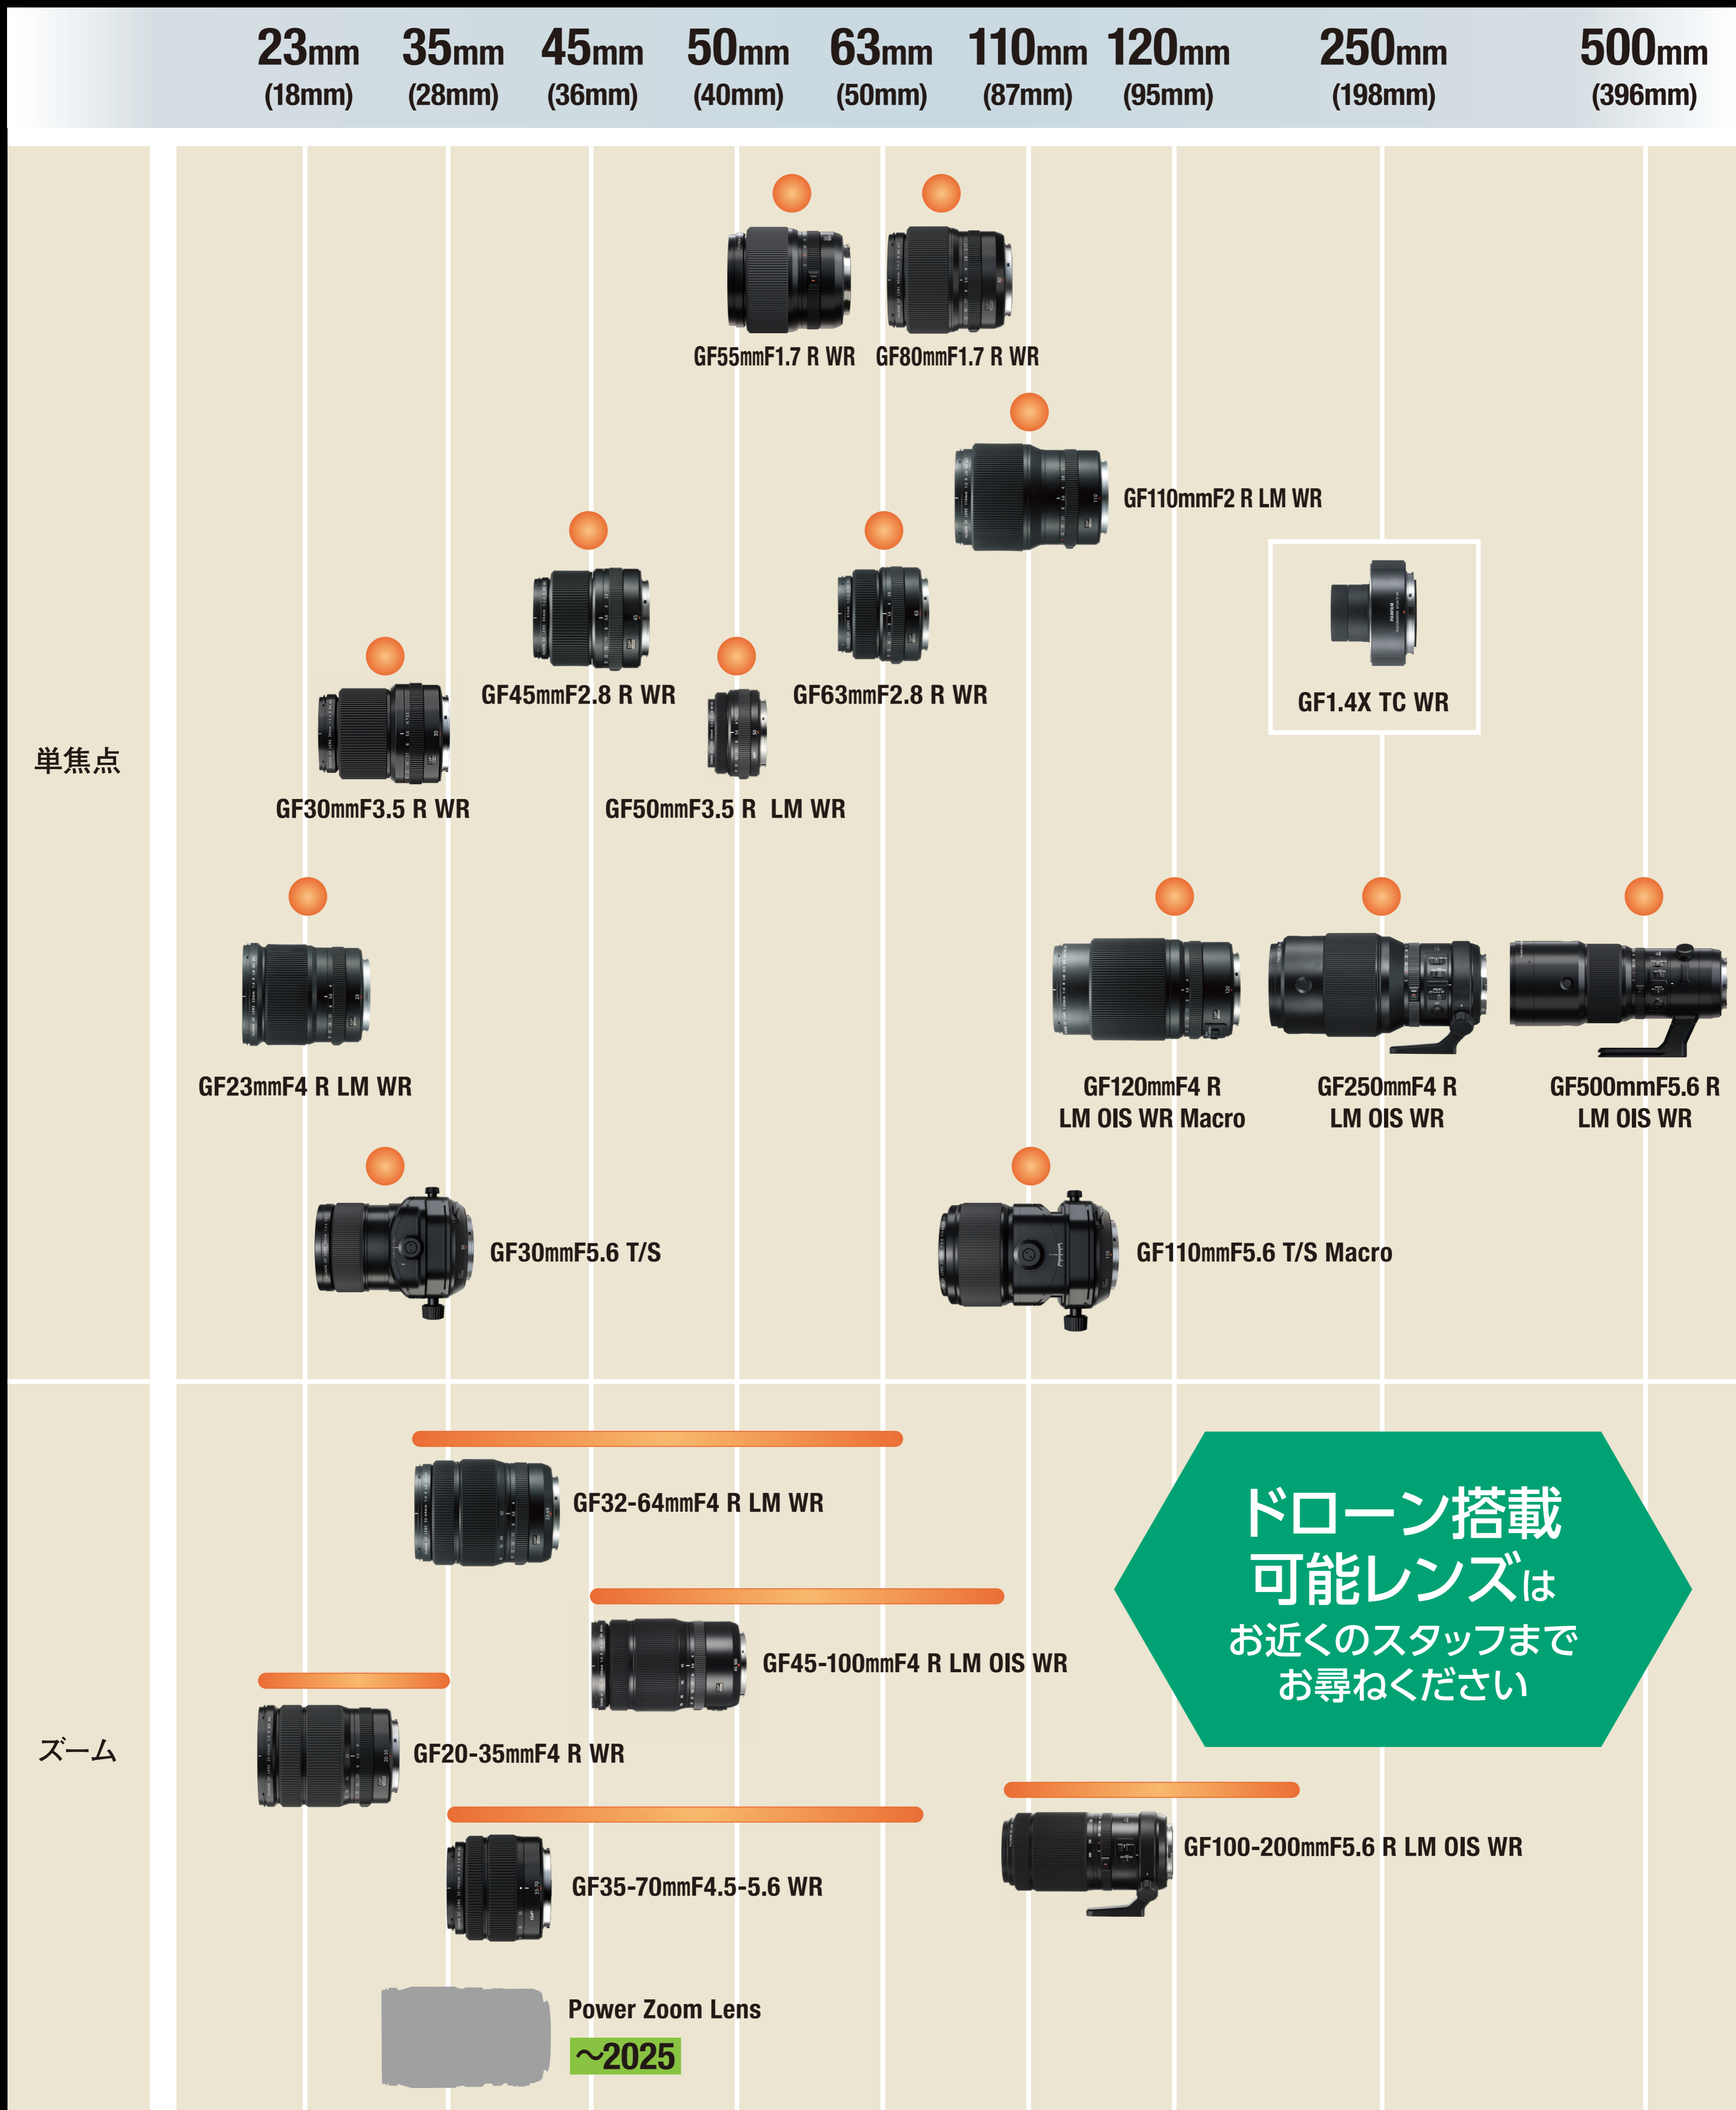 23mm 35mm 45mm 50mm 63mm 110mm 120mm 250mm 500mm
(18mm) (28mm) (36mm) (40mm) (50mm) (87mm) (95mm) (198mm) (396mm)
単焦点
GF55mmF1.7 R WR
GF80mmF1.7 R WR
GF110mmF2 R LM WR
GF45mmF2.8 R WR
GF63mmF2.8 R WR
GF1.4X TC WR
GF30mmF3.5 R WR
GF50mmF3.5 R LM WR
GF23mmF4 R LM WR
GF120mmF4 R
LM OIS WR Macro
GF250mmF4 R
LM OIS WR
GF500mmF5.6 R
LM OIS WR
GF30mmF5.6 T/S
GF110mmF5.6 T/S Macro
ズーム
GF32-64mmF4 R LM WR
GF45-100mmF4 R LM OIS WR
GF20-35mmF4 R WR
GF35-70mmF4.5-5.6 WR
GF100-200mmF5.6 R LM OIS WR
Power Zoom Lens
～2025
ドローン搭載
可能レンズは
お近くのスタッフまで
お尋ねください